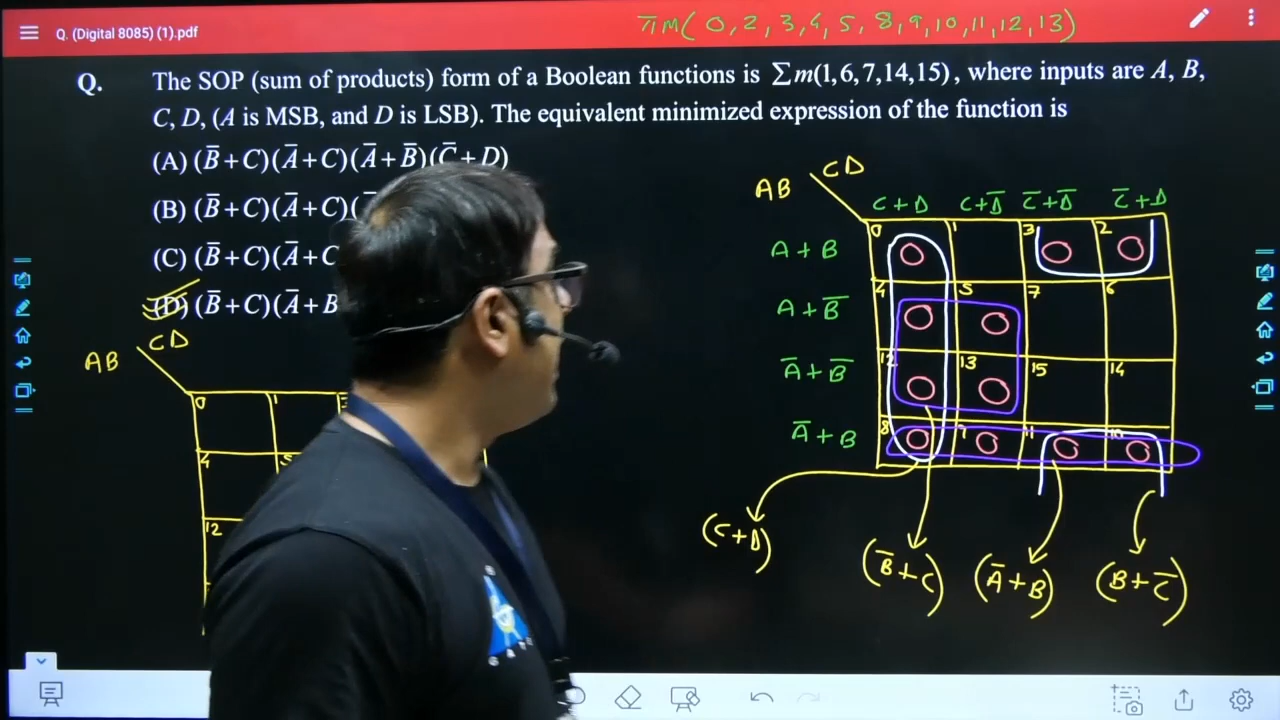 πM( 0,2,3,4,5,8,9,10,11,12,13)
Q. (Digital 8085) (1).pdf
Q. The SOP (sum of products) form of a Boolean functions is ∑m(1,6,7,14,15), where inputs are A, B,
C, D, (A is MSB, and D is LSB). The equivalent minimized expression of the function is
(A) (B̅+C)(A̅+C)(A̅+B̅)(C̅+D)
(B) (B̅+C)(A̅+C)(
(C) (B̅+C)(A̅+C
(D) (B̅+C)(A̅+B
CD
AB
C+D C+D̅ C̅+D̅ C̅+D
A+B 0 1 3 2
A+B̅ 4 5 7 6
A̅+B̅ 12 13 15 14
A̅+B 8 9 11 10
(C+D) (B̅+C) (A̅+B) (B+C̅)
CD
AB
0 1
4
12